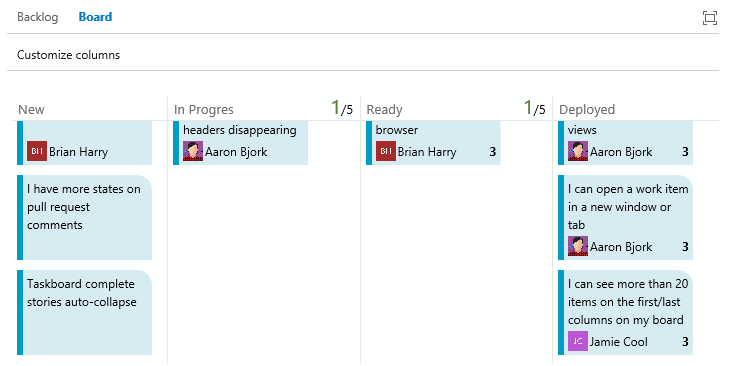 Backlog Board
Customize columns
New
In Progres 1/5
Ready 1/5
Deployed
BH Brian Harry
I have more states on
pull request
comments
Taskboard complete
stories auto-collapse
headers disappearing
Aaron Bjork
browser
BH Brian Harry 3
views
Aaron Bjork 3
I can open a work item
in a new window or
tab
Aaron Bjork 3
I can see more than 20
items on the first/last
columns on my board
JC Jamie Cool 3